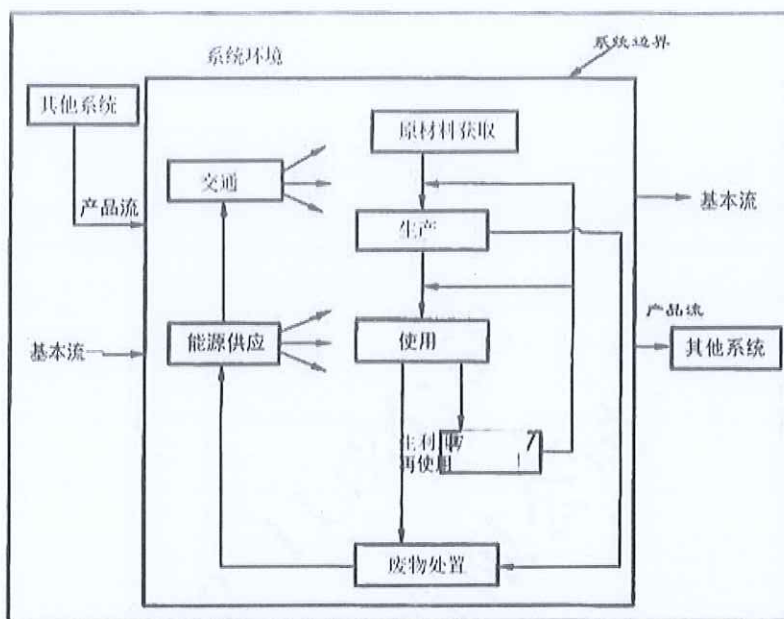 系统环境
系统边界
其他系统
原材料获取
交通
产品流
基本流
生产
产品流
能源供应
使用
其他系统
基本流
再使用
废物处置